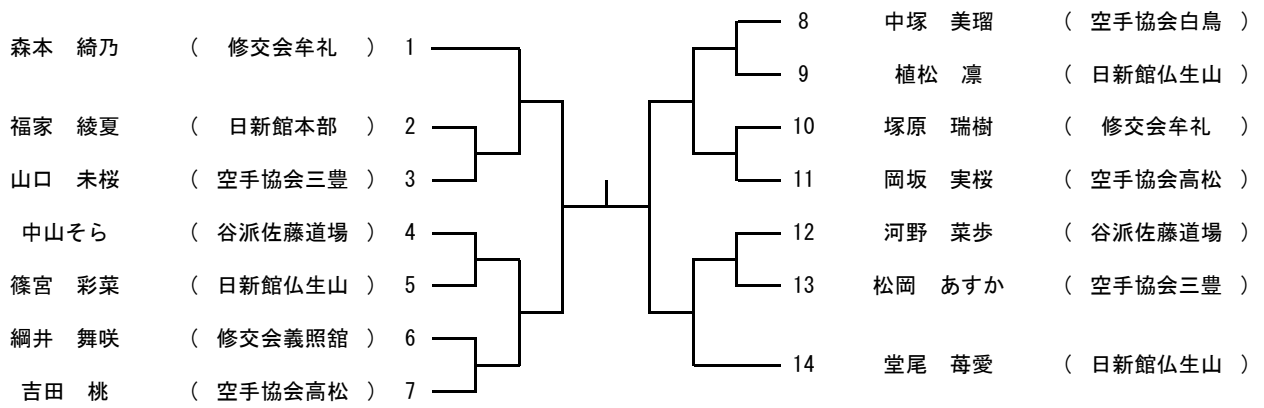 森本　綺乃　（　修交会牟礼　）　1
福家　綾夏　（　日新館本部　）　2
山口　未桜　（　空手協会三豊　）　3
中山そら　（　谷派佐藤道場　）　4
篠宮　彩菜　（　日新館仏生山　）　5
綱井　舞咲　（　修交会義照舘　）　6
吉田　桃　（　空手協会高松　）　7
8　中塚　美瑠　（　空手協会白鳥　）
9　植松　凛　（　日新館仏生山　）
10　塚原　瑞樹　（　修交会牟礼　）
11　岡坂　実桜　（　空手協会高松　）
12　河野　菜歩　（　谷派佐藤道場　）
13　松岡　あすか　（　空手協会三豊　）
14　堂尾　苺愛　（　日新館仏生山　）